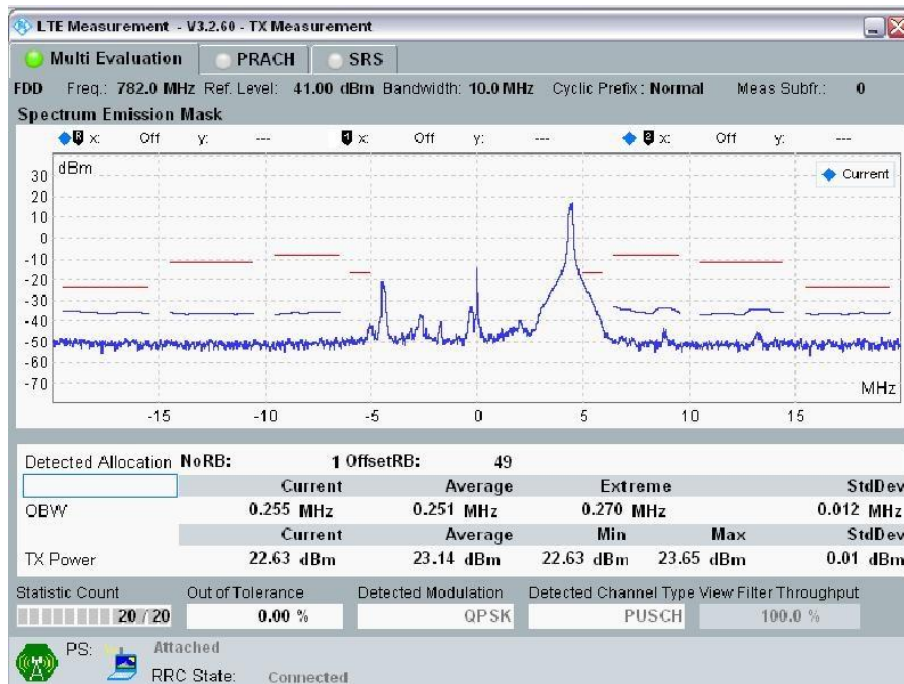 LTE Measurement - V3.2.60 - TX Measurement
Multi Evaluation PRACH SRS
FDD Freq.: 782.0 MHz Ref. Level: 41.00 dBm Bandwidth: 10.0 MHz Cyclic Prefix: Normal Meas Subfr.: 0
Spectrum Emission Mask
R x: Off y: --- 1 x: Off y: --- 2 x: Off y: ---
dBm
Current
30
20
10
0
-10
-20
-30
-40
-50
-60
-70
MHz
-15 -10 -5 0 5 10 15
Detected Allocation NoRB: 1 OffsetRB: 49
Current Average Extreme StdDev
OBW 0.255 MHz 0.251 MHz 0.270 MHz 0.012 MHz
Current Average Min Max StdDev
TX Power 22.63 dBm 23.14 dBm 22.63 dBm 23.65 dBm 0.01 dBm
Statistic Count Out of Tolerance Detected Modulation Detected Channel Type View Filter Throughput
20 / 20 0.00 % QPSK PUSCH 100.0 %
PS: Attached
RRC State: Connected